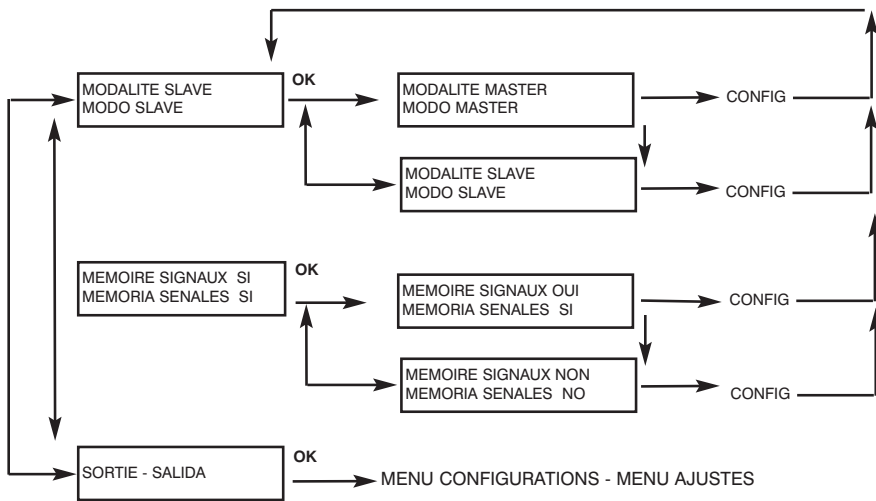 MODALITE SLAVE
MODO SLAVE
OK
MODALITE MASTER
MODO MASTER
CONFIG
MODALITE SLAVE
MODO SLAVE
CONFIG
MEMOIRE SIGNAUX SI
MEMORIA SENALES SI
OK
MEMOIRE SIGNAUX OUI
MEMORIA SENALES SI
CONFIG
MEMOIRE SIGNAUX NON
MEMORIA SENALES NO
CONFIG
SORTIE - SALIDA
OK
MENU CONFIGURATIONS - MENU AJUSTES